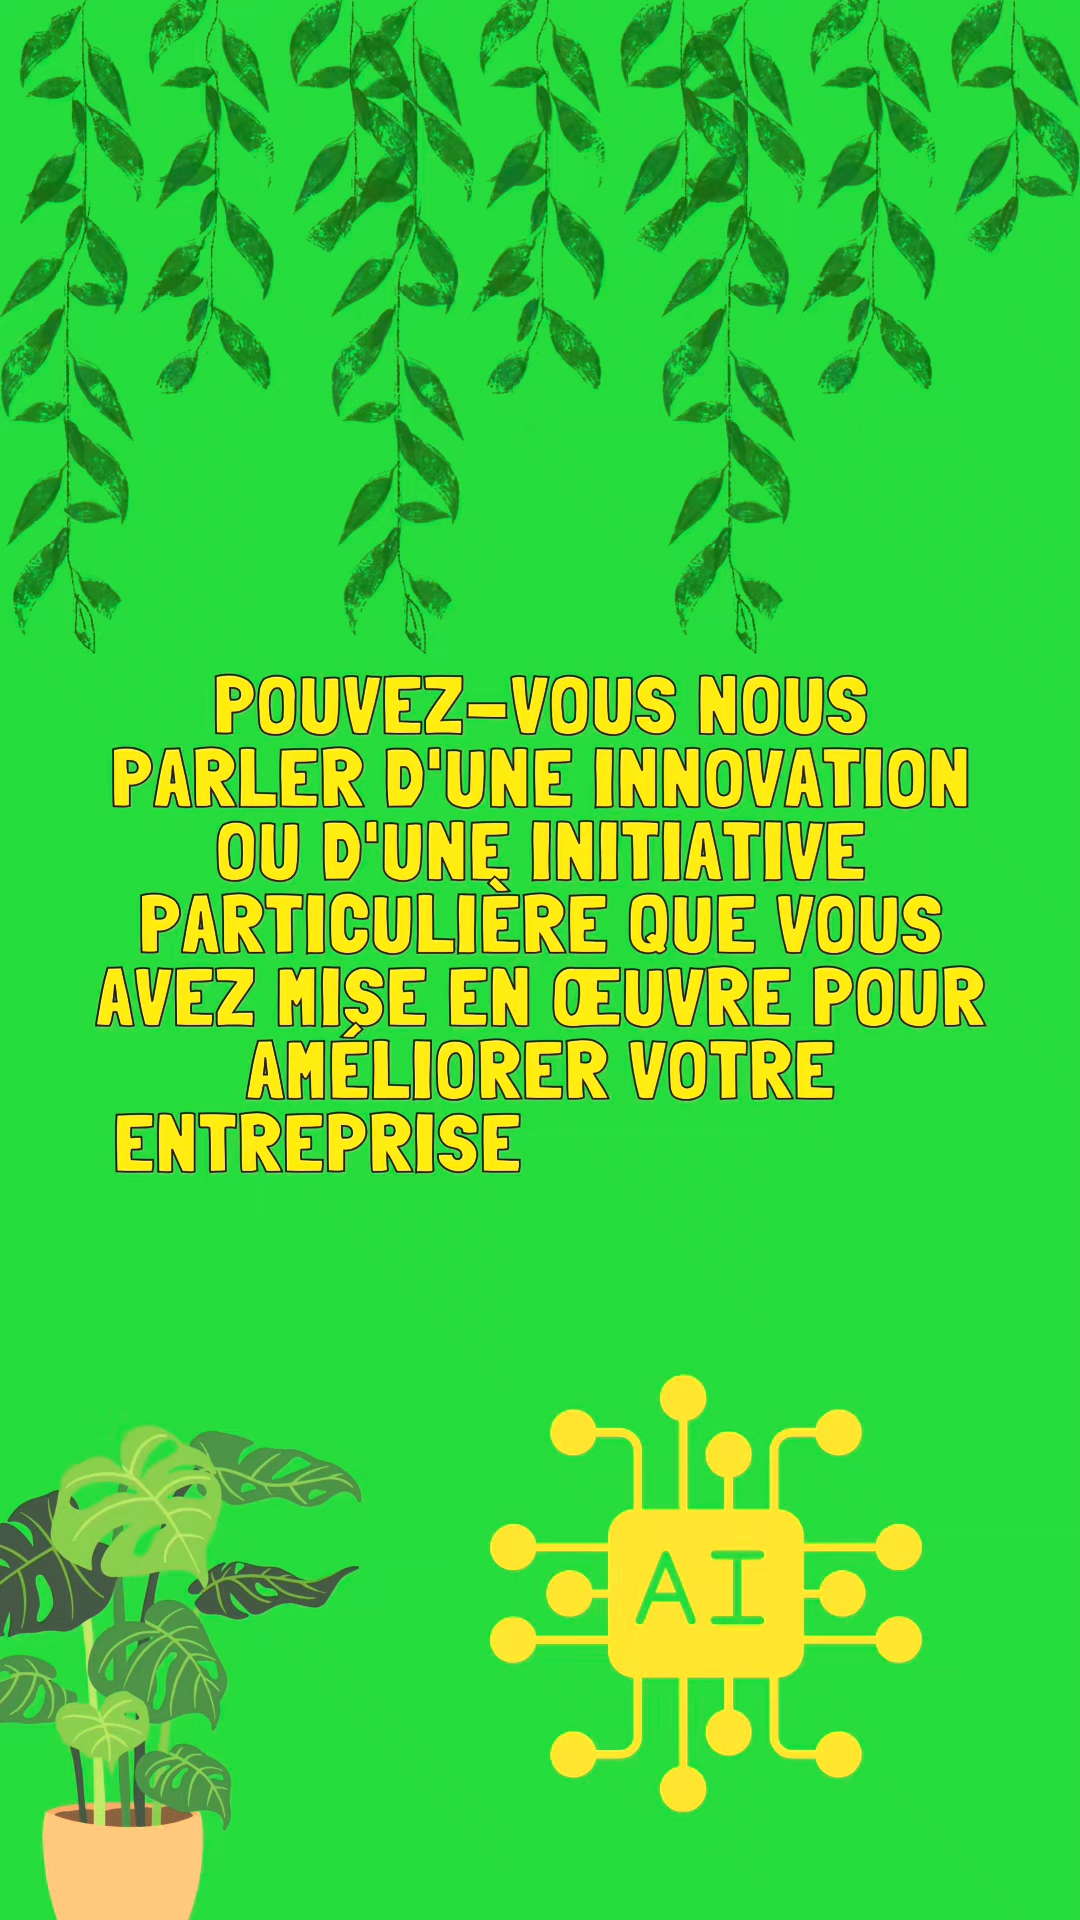 POUVEZ-VOUS NOUS
PARLER D'UNE INNOVATION
OU D'UNE INITIATIVE
PARTICULIÈRE QUE VOUS
AVEZ MISE EN ŒUVRE POUR
AMÉLIORER VOTRE
ENTREPRISE
AI